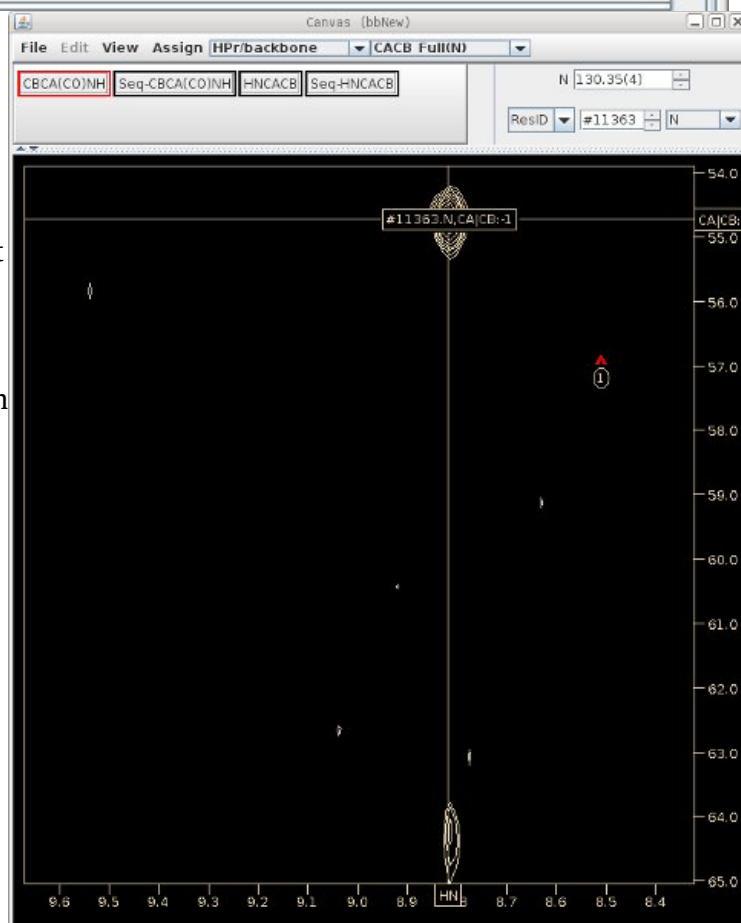 Canvas (bbNew)
File Edit View Assign HPr/backbone CACB Full(N)
CBCA(CO)NH Seq-CBCA(CO)NH HNCACB Seq-HNCACB
N 130.35(4)
ResID #11363 N
54.0
#11363.N,CA|CB:-1
CA|CB:
55.0
56.0
57.0
1
58.0
59.0
60.0
61.0
62.0
63.0
64.0
65.0
9.6 9.5 9.4 9.3 9.2 9.1 9.0 8.9 HN 8.7 8.6 8.5 8.4